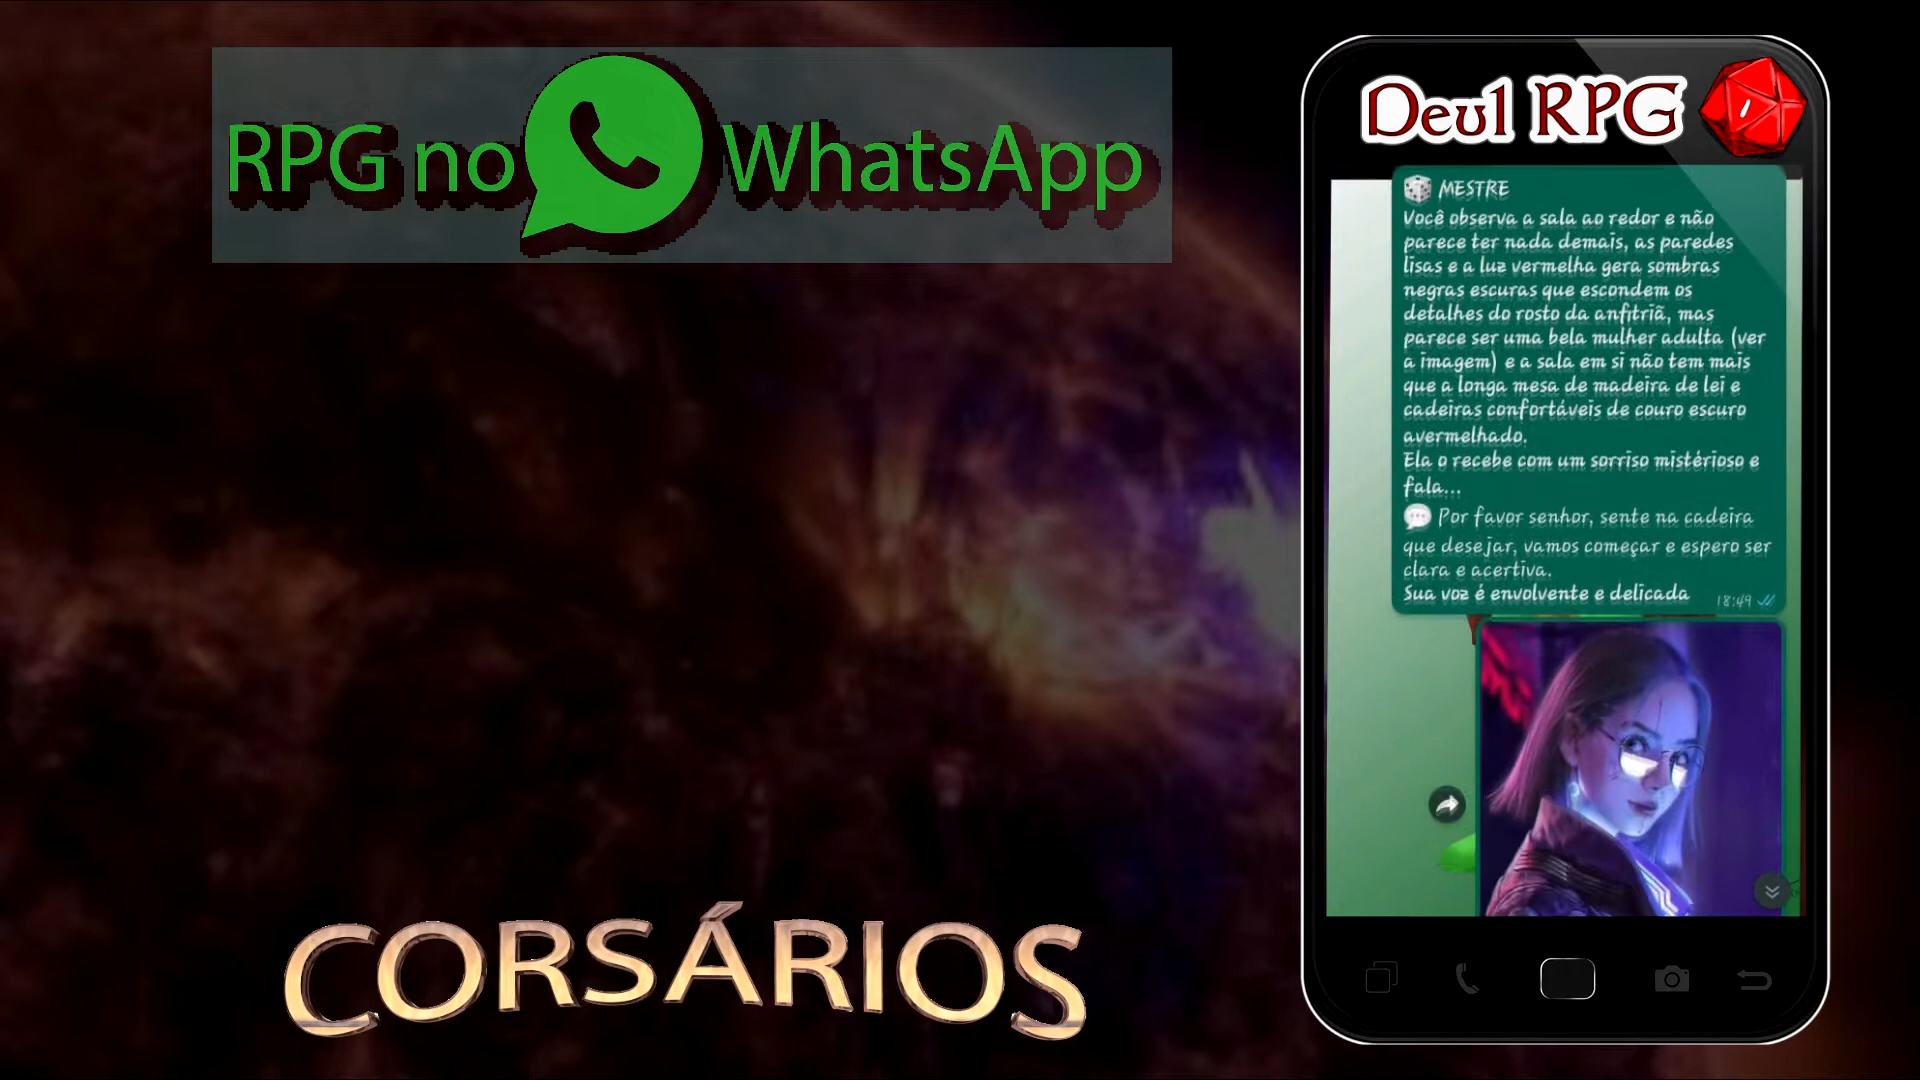 RPG no WhatsApp
Deu1 RPG
MESTRE
Você observa a sala ao redor e não
parece ter nada demais, as paredes
lisas e a luz vermelha gera sombras
negras escuras que escondem os
detalhes do rosto da anfitriã, mas
parece ser uma bela mulher adulta (ver
a imagem) e a sala em si não tem mais
que a longa mesa de madeira de lei e
cadeiras confortáveis de couro escuro
avermelhado.
Ela o recebe com um sorriso mistérioso e
fala...
Por favor senhor, sente na cadeira
que desejar, vamos começar e espero ser
clara e acertiva.
Sua voz é envolvente e delicada
18:49
CORSÁRIOS